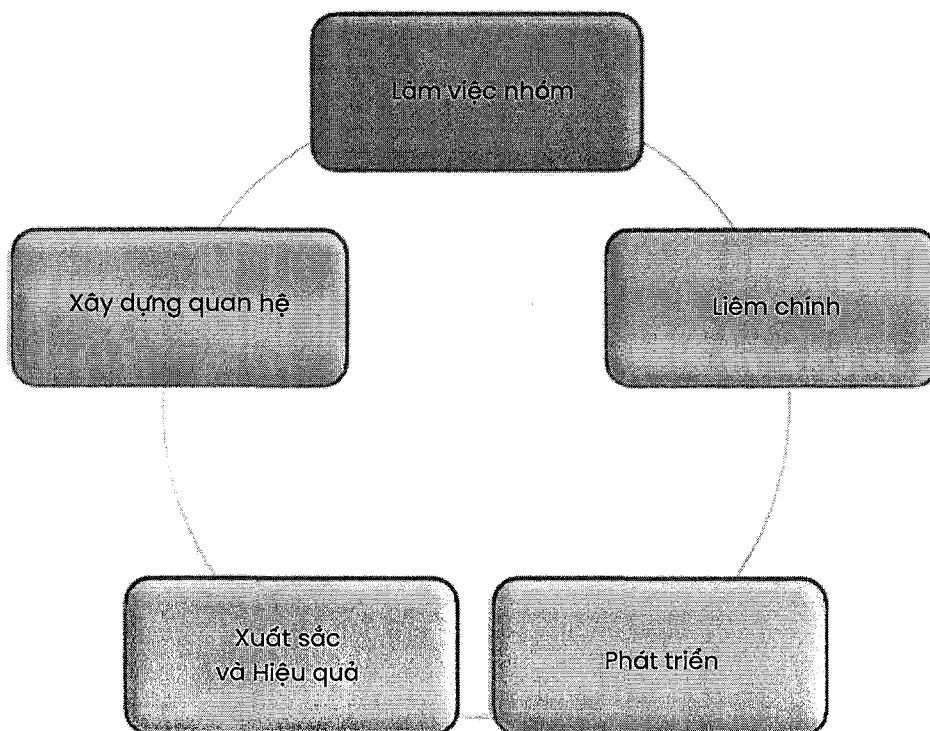 Làm việc nhóm
Xây dựng quan hệ
Liêm chính
Xuất sắc
và Hiệu quả
Phát triển